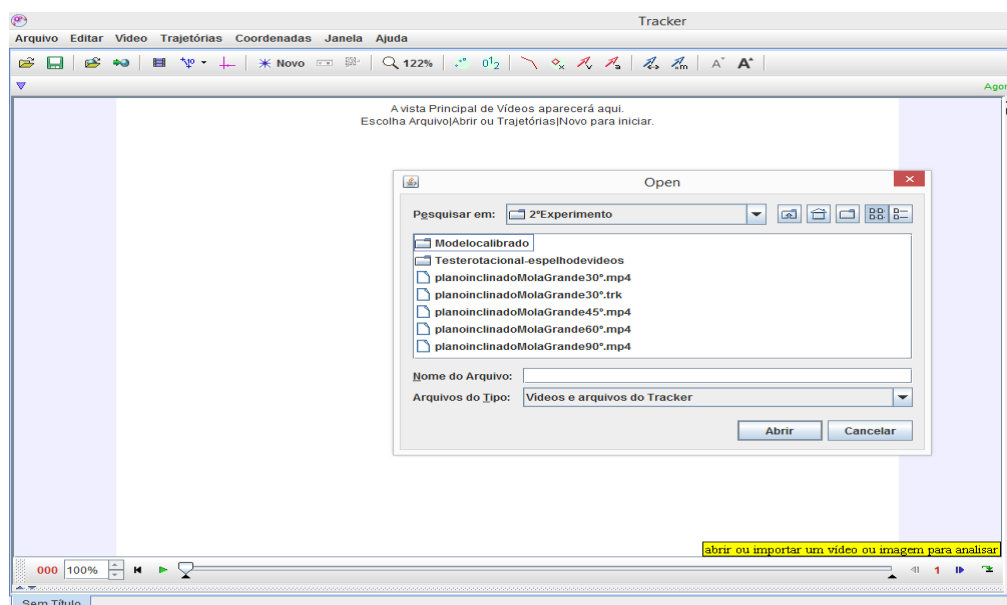 Tracker
Arquivo Editar Vídeo Trajetórias Coordenadas Janela Ajuda
Novo 122%
A vista Principal de Vídeos aparecerá aqui.
Escolha Arquivo|Abrir ou Trajetórias|Novo para iniciar.
Open
Pesquisar em: 2ºExperimento
Modelocalibrado
Testerotacional-espelhodevideos
planoinclinadoMolaGrande30º.mp4
planoinclinadoMolaGrande30º.trk
planoinclinadoMolaGrande45º.mp4
planoinclinadoMolaGrande60º.mp4
planoinclinadoMolaGrande90º.mp4
Nome do Arquivo:
Arquivos do Tipo: Vídeos e arquivos do Tracker
Abrir Cancelar
abrir ou importar um vídeo ou imagem para analisar
000 100% 1
Sem Título